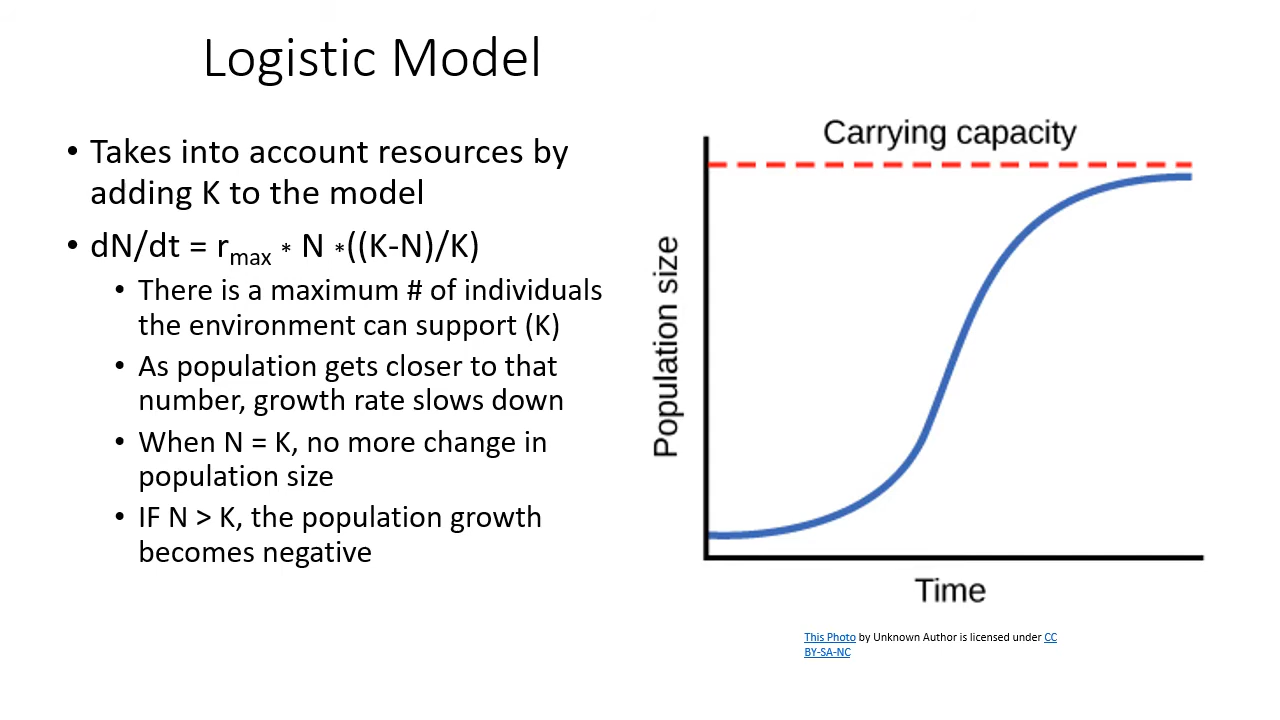 Logistic Model
• Takes into account resources by
adding K to the model
• dN/dt = rmax * N *((K-N)/K)
• There is a maximum # of individuals
the environment can support (K)
• As population gets closer to that
number, growth rate slows down
• When N = K, no more change in
population size
• IF N > K, the population growth
becomes negative
Carrying capacity
Population size
Time
This Photo by Unknown Author is licensed under CC
BY-SA-NC